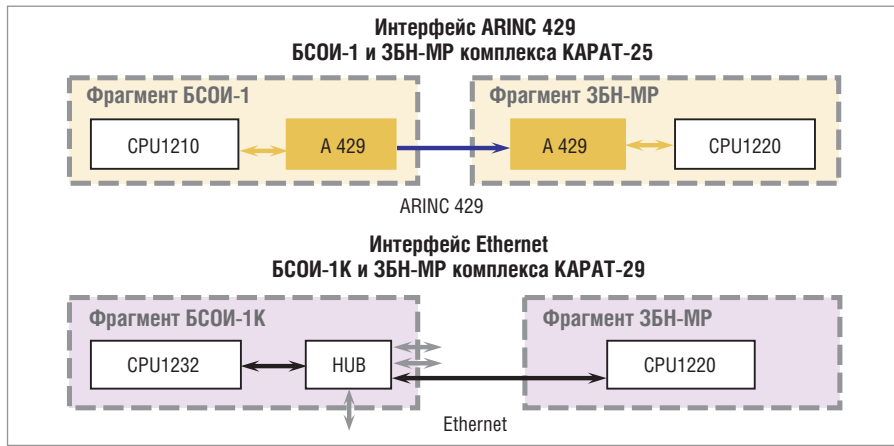 Интерфейс ARINC 429
БСОИ-1 и ЗБН-МР комплекса КАРАТ-25
Фрагмент БСОИ-1
Фрагмент ЗБН-МР
CPU1210
А 429
А 429
CPU1220
ARINC 429
Интерфейс Ethernet
БСОИ-1К и ЗБН-МР комплекса КАРАТ-29
Фрагмент БСОИ-1К
Фрагмент ЗБН-МР
CPU1232
HUB
CPU1220
Ethernet